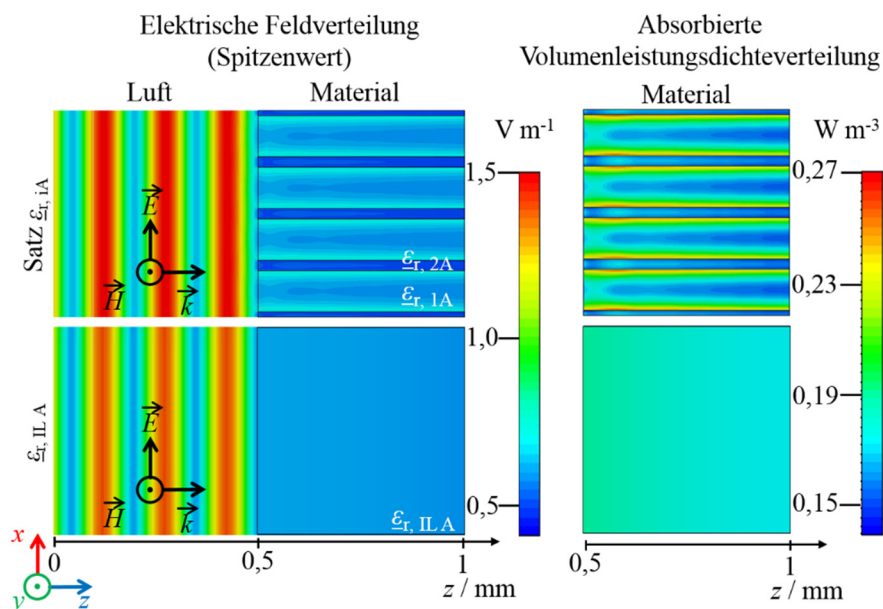 Elektrische Feldverteilung
(Spitzenwert)
Absorbierte
Volumenleistungsdichteverteilung
Luft
Material
Material
V m⁻¹
W m⁻³
Satz ε̲r, iA
E
H
k
ε̲r, 2A
ε̲r, 1A
1,5
1,0
0,5
0,27
0,23
0,19
0,15
ε̲r, IL A
E
H
k
ε̲r, IL A
x
y
z
0
0,5
1
z / mm
0,5
1
z / mm